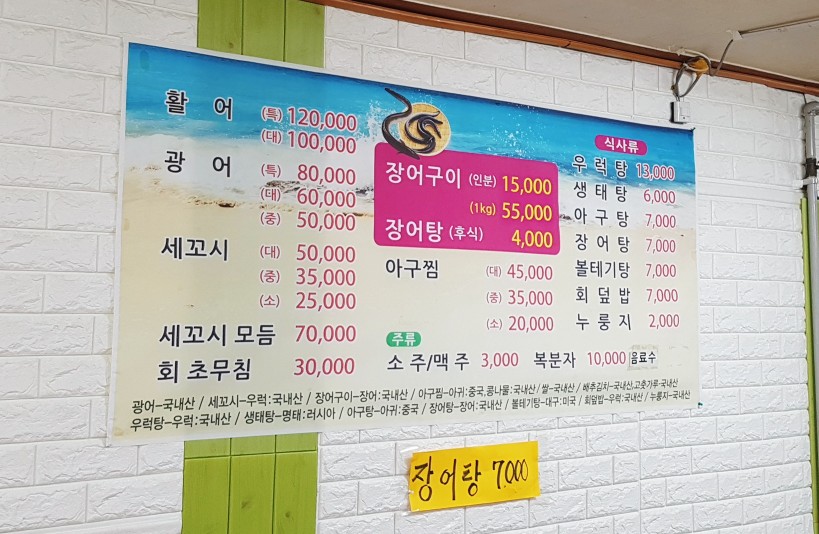 활 어 (특) 120,000
(대) 100,000
광 어 (특) 80,000
(대) 60,000
(중) 50,000
세꼬시 (대) 50,000
(중) 35,000
(소) 25,000
세꼬시 모듬 70,000
회 초무침 30,000
장어구이 (인분) 15,000
(1kg) 55,000
장어탕 (후식) 4,000
아구찜 (대) 45,000
(중) 35,000
(소) 20,000
주류
소 주/맥 주 3,000 복분자 10,000 음료수
식사류
우럭탕 13,000
생태탕 6,000
아구탕 7,000
장어탕 7,000
볼테기탕 7,000
회덮밥 7,000
누룽지 2,000
광어-국내산 / 세꼬시-우럭:국내산 / 장어구이-장어:국내산 / 아구찜-아귀:중국,콩나물:국내산 / 쌀-국내산 / 배추김치-국내산,고춧가루-국내산
우럭탕-우럭:국내산 / 생태탕-명태:러시아 / 아구탕-아귀:중국 / 장어탕-장어:국내산 / 볼테기탕-대구:미국 / 회덮밥-우럭:국내산 / 누룽지-국내산
장어탕 7,000